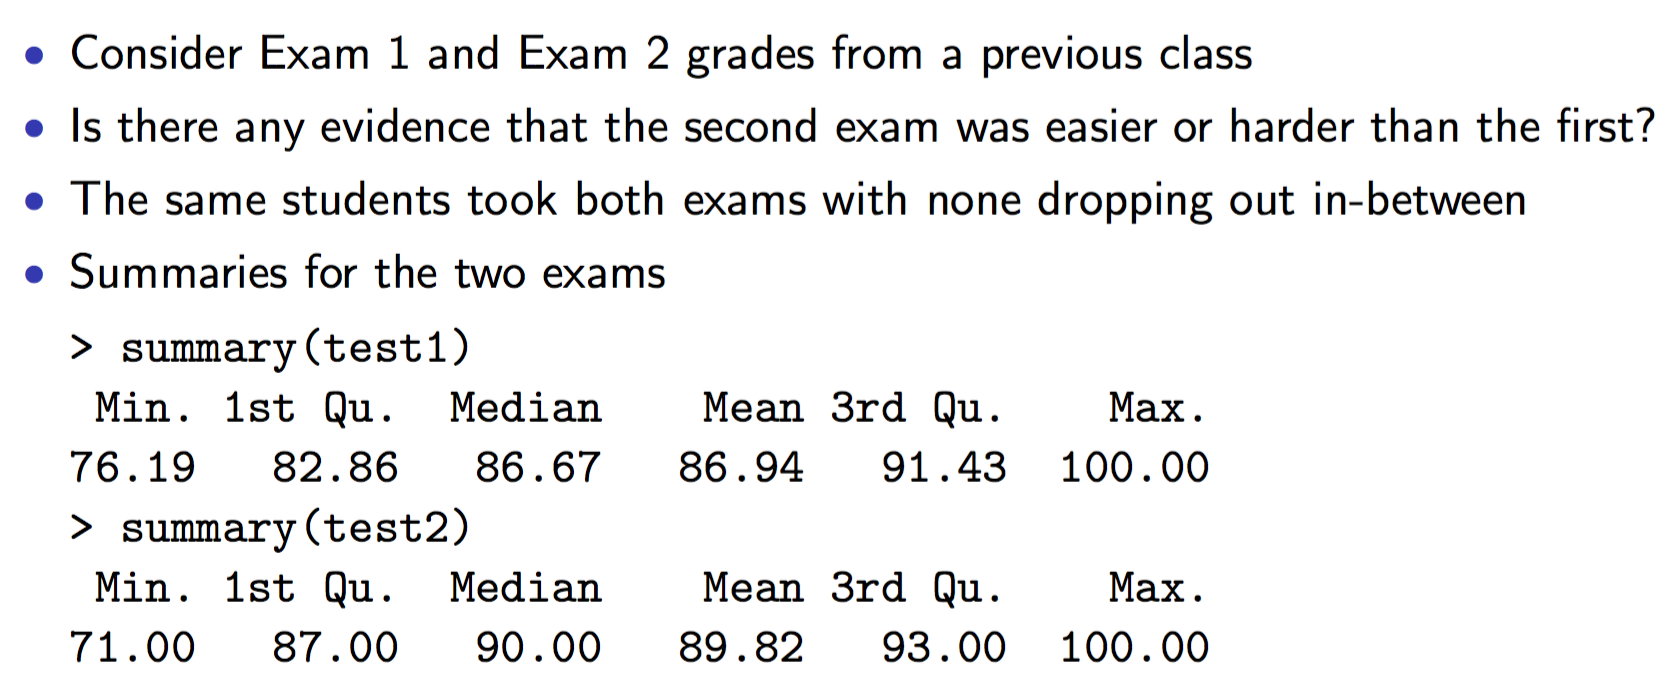 • Consider Exam 1 and Exam 2 grades from a previous class
• Is there any evidence that the second exam was easier or harder than the first?
• The same students took both exams with none dropping out in-between
• Summaries for the two exams
> summary(test1)
Min. 1st Qu. Median Mean 3rd Qu. Max.
76.19 82.86 86.67 86.94 91.43 100.00
> summary(test2)
Min. 1st Qu. Median Mean 3rd Qu. Max.
71.00 87.00 90.00 89.82 93.00 100.00